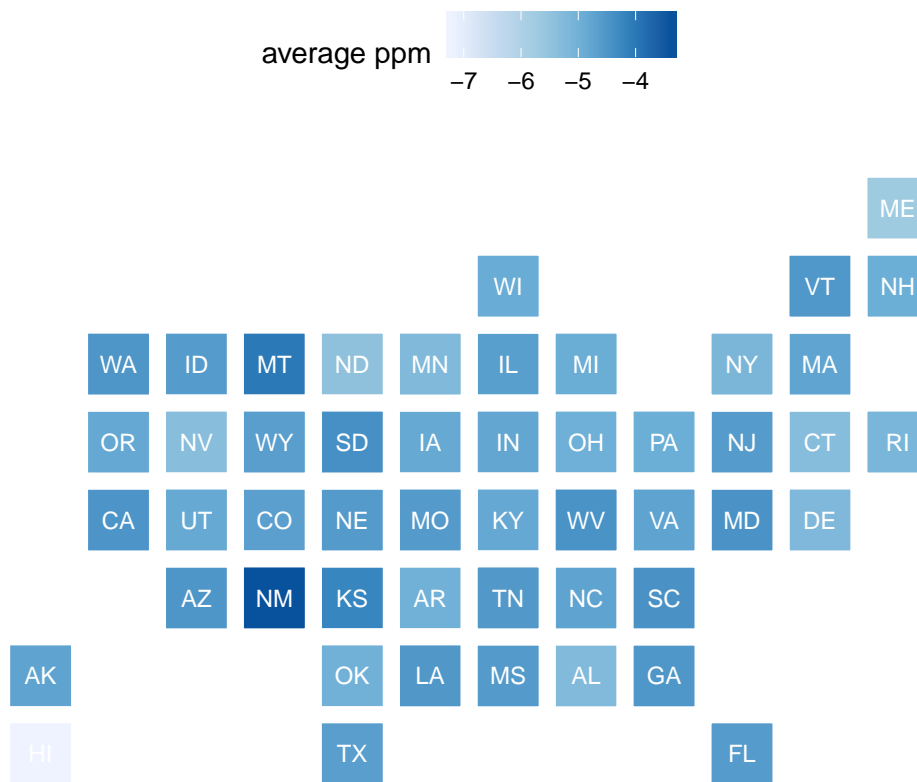 average ppm
−7 −6 −5 −4
ME
WI VT NH
WA ID MT ND MN IL MI NY MA
OR NV WY SD IA IN OH PA NJ CT RI
CA UT CO NE MO KY WV VA MD DE
AZ NM KS AR TN NC SC
AK OK LA MS AL GA
HI TX FL